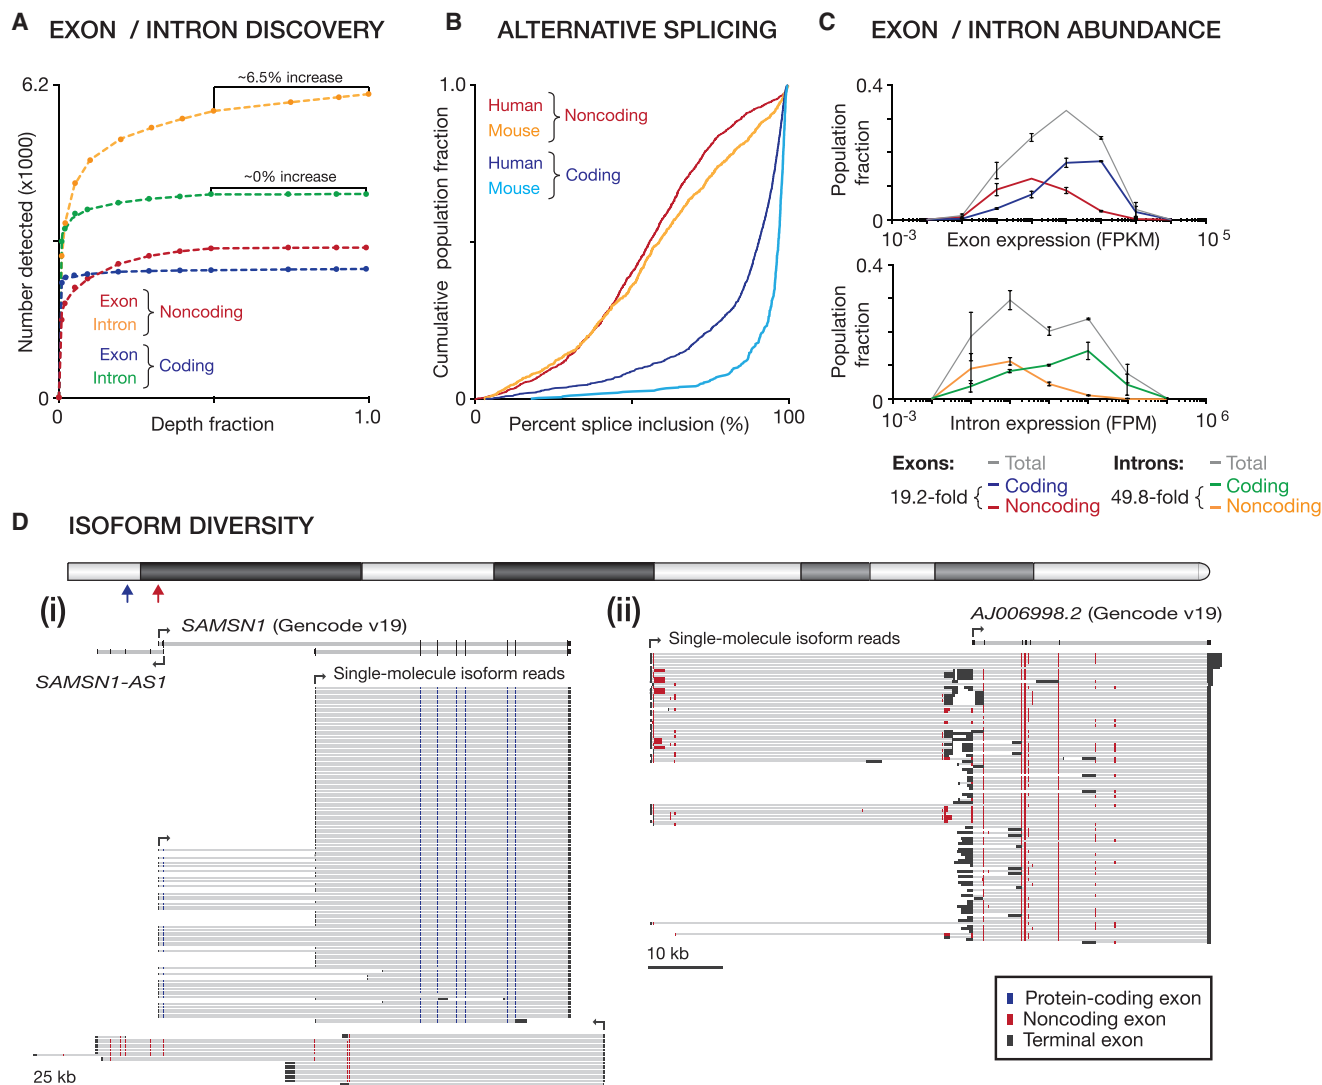 A EXON / INTRON DISCOVERY
6.2
~6.5% increase
~0% increase
Number detected (x1000)
Exon
Intron
Noncoding
Exon
Intron
Coding
0
0
1.0
Depth fraction
B ALTERNATIVE SPLICING
1.0
Human
Mouse
Noncoding
Human
Mouse
Coding
Cumulative population fraction
0
0
100
Percent splice inclusion (%)
C EXON / INTRON ABUNDANCE
0.4
Population
fraction
0
10-3
Exon expression (FPKM)
10 5
0.4
Population
fraction
0
10-3
Intron expression (FPM)
10 6
Exons:
Total
19.2-fold
Coding
Noncoding
Introns:
Total
49.8-fold
Coding
Noncoding
D ISOFORM DIVERSITY
(i)
SAMSN1 (Gencode v19)
SAMSN1-AS1
Single-molecule isoform reads
25 kb
(ii)
AJ006998.2 (Gencode v19)
Single-molecule isoform reads
10 kb
Protein-coding exon
Noncoding exon
Terminal exon